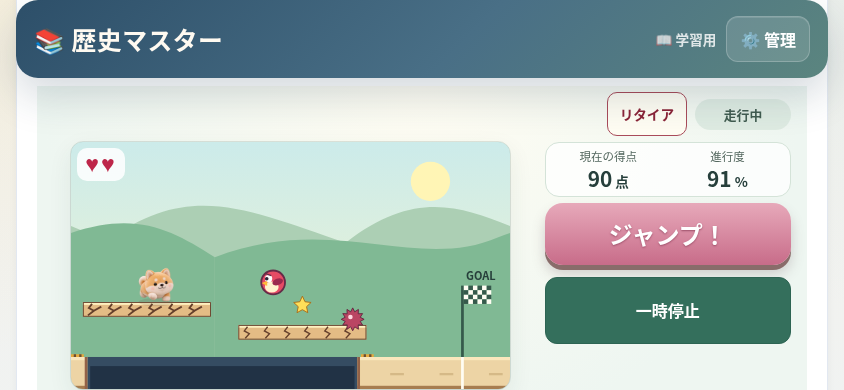 📚 歴史マスター
📖 学習用
⚙️ 管理
リタイア
走行中
現在の得点
90 点
進行度
91 %
ジャンプ！
一時停止
GOAL